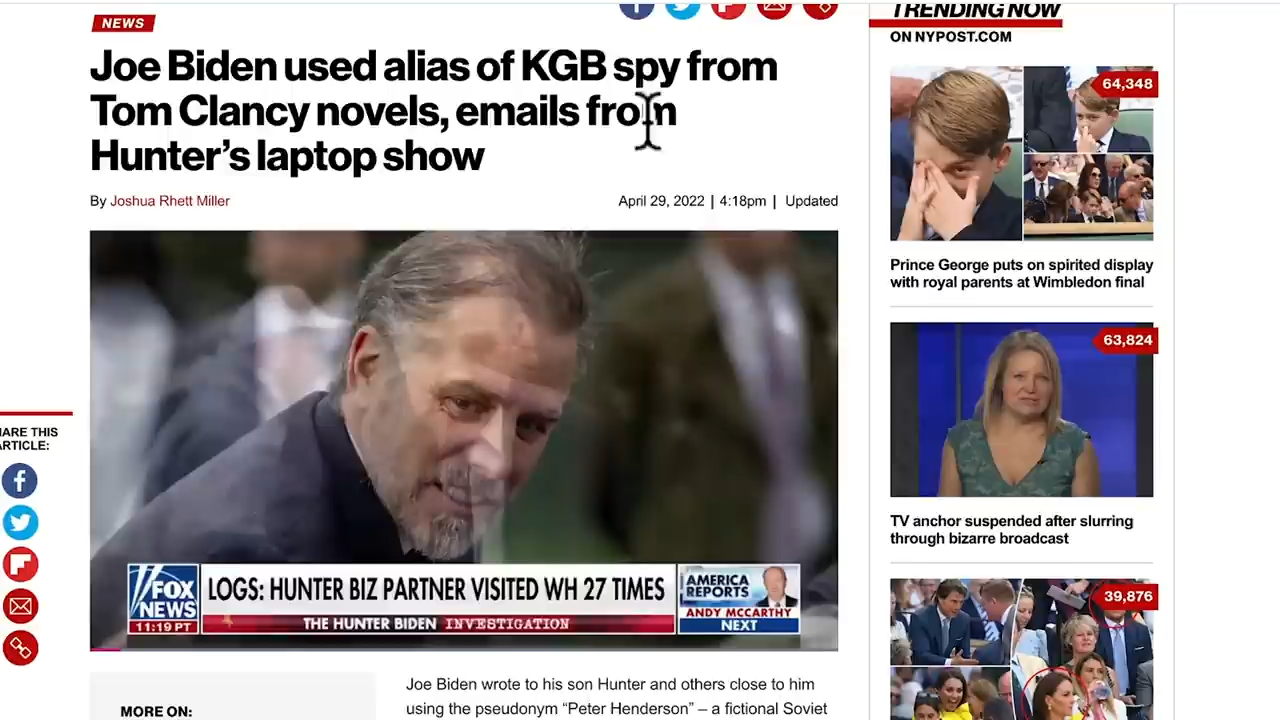 NEWS
Joe Biden used alias of KGB spy from
Tom Clancy novels, emails from
Hunter's laptop show
By Joshua Rhett Miller
April 29, 2022 | 4:18pm | Updated
HARE THIS
ARTICLE:
FOX
NEWS
11:19 PT
LOGS: HUNTER BIZ PARTNER VISITED WH 27 TIMES
THE HUNTER BIDEN INVESTIGATION
AMERICA
REPORTS
ANDY MCCARTHY
NEXT
MORE ON:
Joe Biden wrote to his son Hunter and others close to him
using the pseudonym “Peter Henderson” – a fictional Soviet
TRENDING NOW
ON NYPOST.COM
64,348
Prince George puts on spirited display
with royal parents at Wimbledon final
63,824
TV anchor suspended after slurring
through bizarre broadcast
39,876